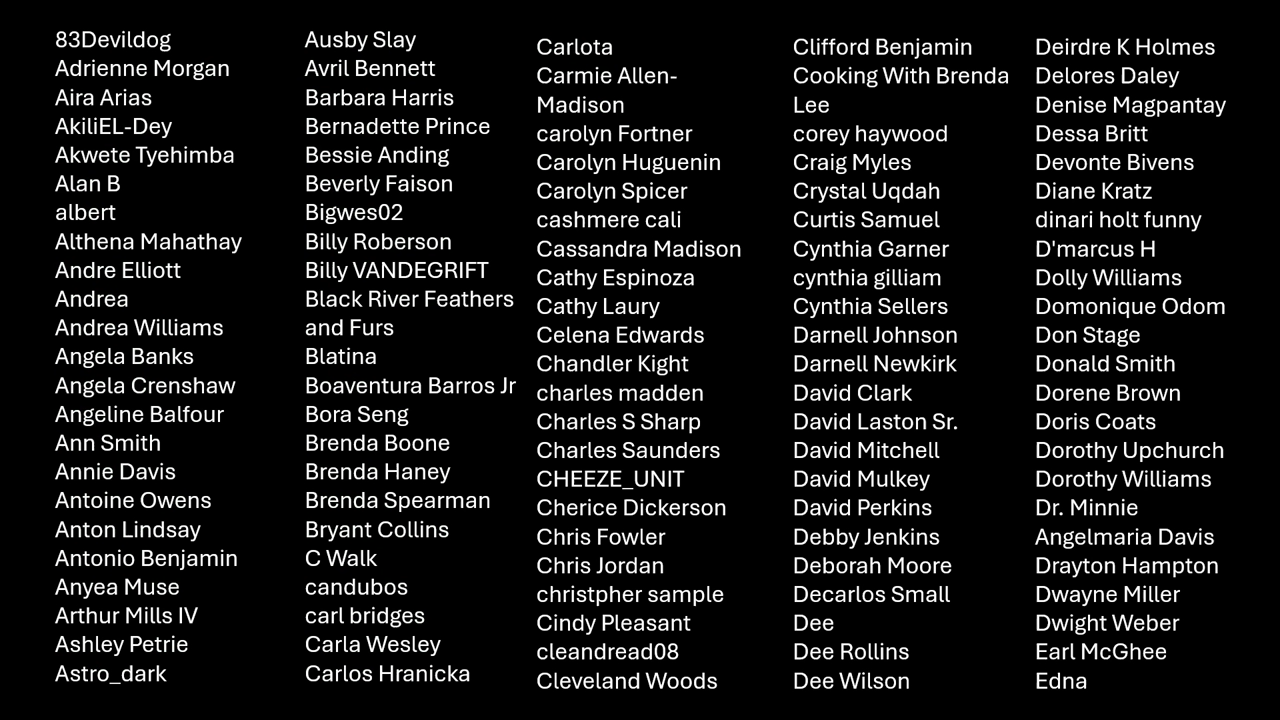 83Devildog
Adrienne Morgan
Aira Arias
AkiliEL-Dey
Akwete Tyehimba
Alan B
albert
Althena Mahathay
Andre Elliott
Andrea
Andrea Williams
Angela Banks
Angela Crenshaw
Angeline Balfour
Ann Smith
Annie Davis
Antoine Owens
Anton Lindsay
Antonio Benjamin
Anyea Muse
Arthur Mills IV
Ashley Petrie
Astro_dark
Ausby Slay
Avril Bennett
Barbara Harris
Bernadette Prince
Bessie Anding
Beverly Faison
Bigwes02
Billy Roberson
Billy VANDEGRIFT
Black River Feathers
and Furs
Blatina
Boaventura Barros Jr
Bora Seng
Brenda Boone
Brenda Haney
Brenda Spearman
Bryant Collins
C Walk
candubos
carl bridges
Carla Wesley
Carlos Hranicka
Carlota
Carmie Allen-
Madison
carolyn Fortner
Carolyn Huguenin
Carolyn Spicer
cashmere cali
Cassandra Madison
Cathy Espinoza
Cathy Laury
Celena Edwards
Chandler Kight
charles madden
Charles S Sharp
Charles Saunders
CHEEZE_UNIT
Cherice Dickerson
Chris Fowler
Chris Jordan
christpher sample
Cindy Pleasant
cleandread08
Cleveland Woods
Clifford Benjamin
Cooking With Brenda
Lee
corey haywood
Craig Myles
Crystal Uqdah
Curtis Samuel
Cynthia Garner
cynthia gilliam
Cynthia Sellers
Darnell Johnson
Darnell Newkirk
David Clark
David Laston Sr.
David Mitchell
David Mulkey
David Perkins
Debby Jenkins
Deborah Moore
Decarlos Small
Dee
Dee Rollins
Dee Wilson
Deirdre K Holmes
Delores Daley
Denise Magpantay
Dessa Britt
Devonte Bivens
Diane Kratz
dinari holt funny
D'marcus H
Dolly Williams
Domonique Odom
Don Stage
Donald Smith
Dorene Brown
Doris Coats
Dorothy Upchurch
Dorothy Williams
Dr. Minnie
Angelmaria Davis
Drayton Hampton
Dwayne Miller
Dwight Weber
Earl McGhee
Edna